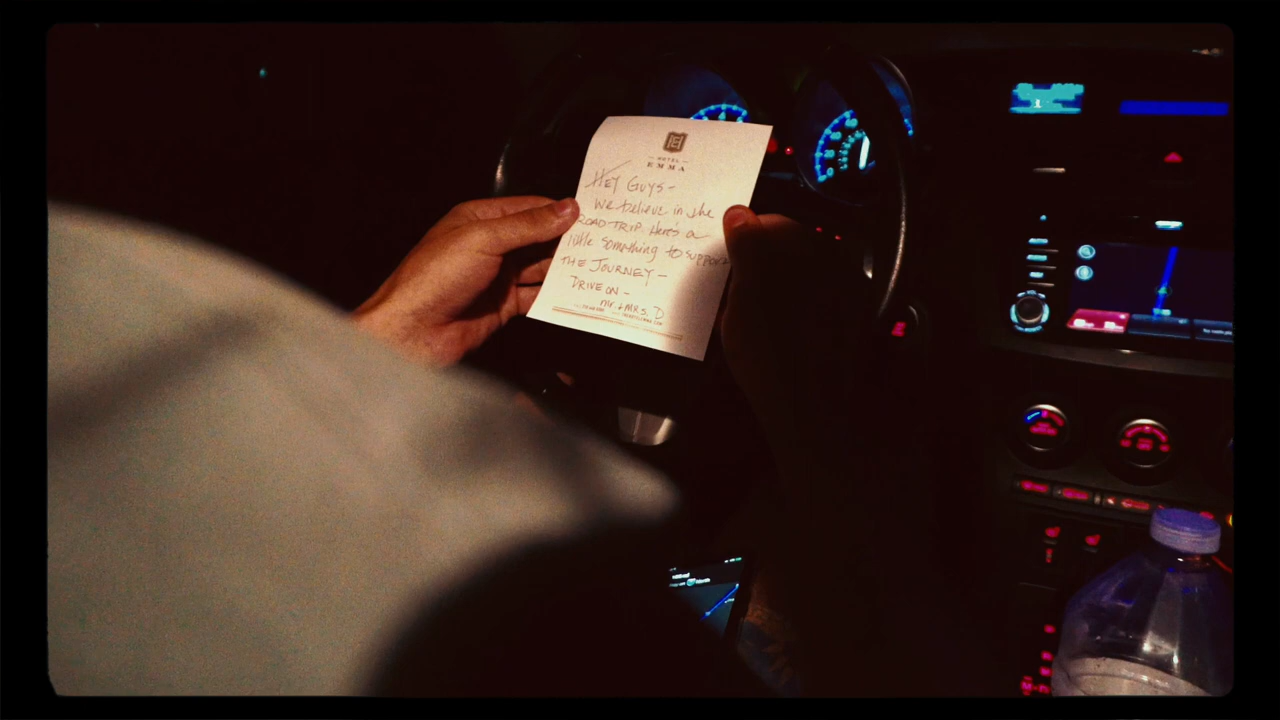 HOTEL
EMMA
HEY GUYS -
We believe in the
ROAD TRIP. Here's a
little something to support
THE JOURNEY -
DRIVE ON -
mr. + MRS. D